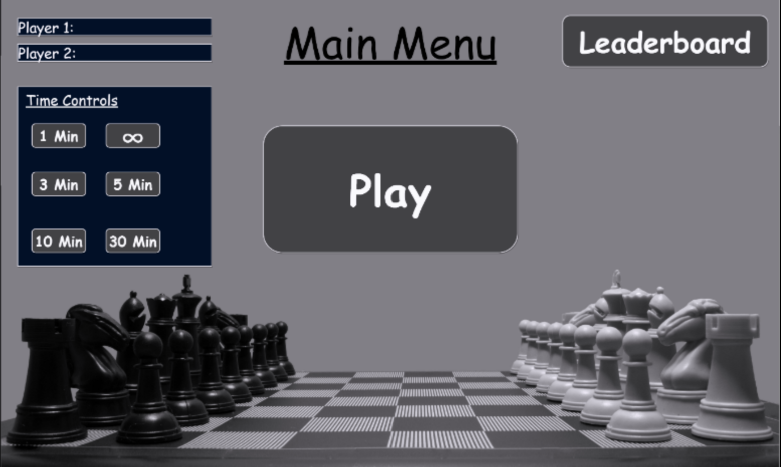 Player 1:
Player 2:
Main Menu
Leaderboard
Time Controls
1 Min
∞
3 Min
5 Min
10 Min
30 Min
Play